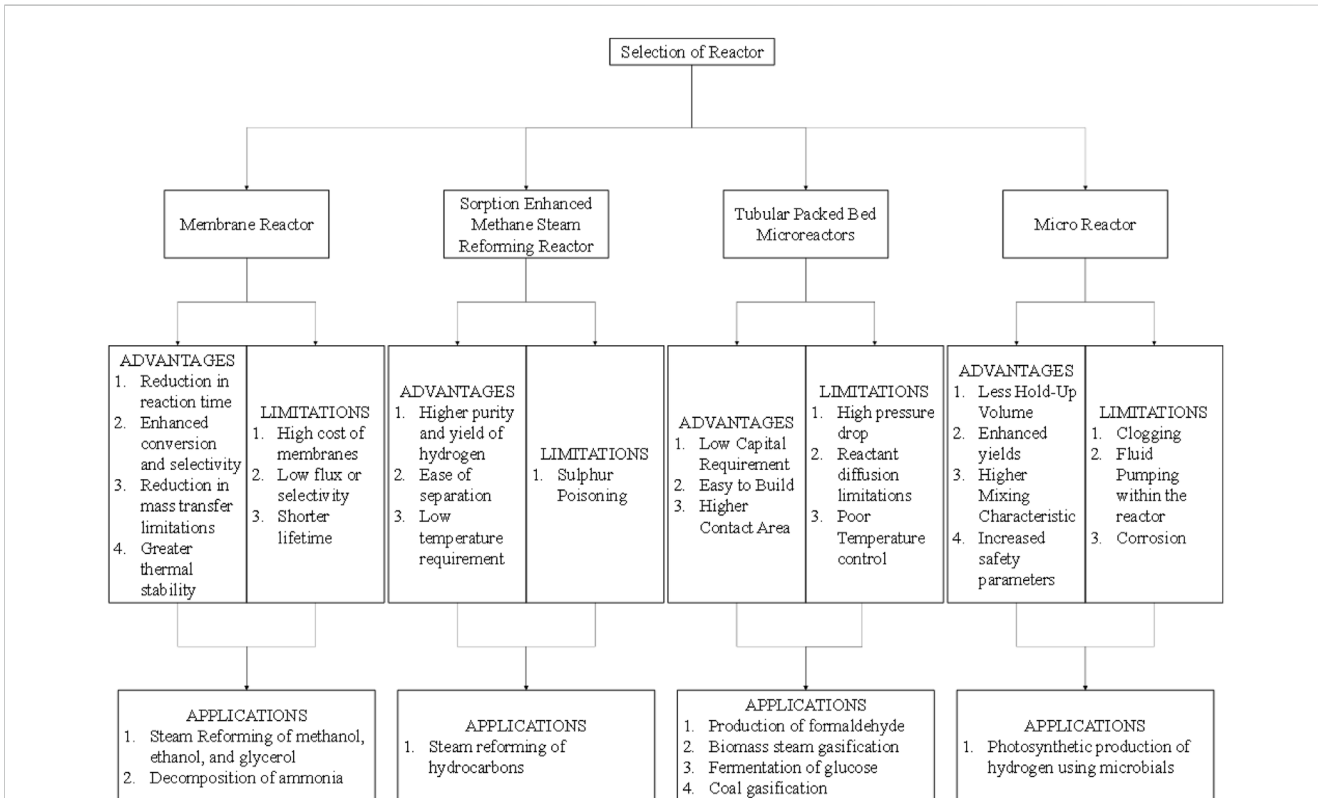 Selection of Reactor
Membrane Reactor
Sorption Enhanced
Methane Steam
Reforming Reactor
Tubular Packed Bed
Microreactors
Micro Reactor
ADVANTAGES
1. Reduction in
reaction time
2. Enhanced
conversion
and selectivity
3. Reduction in
mass transfer
limitations
4. Greater
thermal
stability
LIMITATIONS
1. High cost of
membranes
2. Low flux or
selectivity
3. Shorter
lifetime
ADVANTAGES
1. Higher purity
and yield of
hydrogen
2. Ease of
separation
3. Low
temperature
requirement
LIMITATIONS
1. Sulphur
Poisoning
ADVANTAGES
1. Low Capital
Requirement
2. Easy to Build
3. Higher
Contact Area
LIMITATIONS
1. High pressure
drop
2. Reactant
diffusion
limitations
3. Poor
Temperature
control
ADVANTAGES
1. Less Hold-Up
Volume
2. Enhanced
yields
3. Higher
Mixing
Characteristic
4. Increased
safety
parameters
LIMITATIONS
1. Clogging
2. Fluid
Pumping
within the
reactor
3. Corrosion
APPLICATIONS
1. Steam Reforming of methanol,
ethanol, and glycerol
2. Decomposition of ammonia
APPLICATIONS
1. Steam reforming of
hydrocarbons
APPLICATIONS
1. Production of formaldehyde
2. Biomass steam gasification
3. Fermentation of glucose
4. Coal gasification
APPLICATIONS
1. Photosynthetic production of
hydrogen using microbials